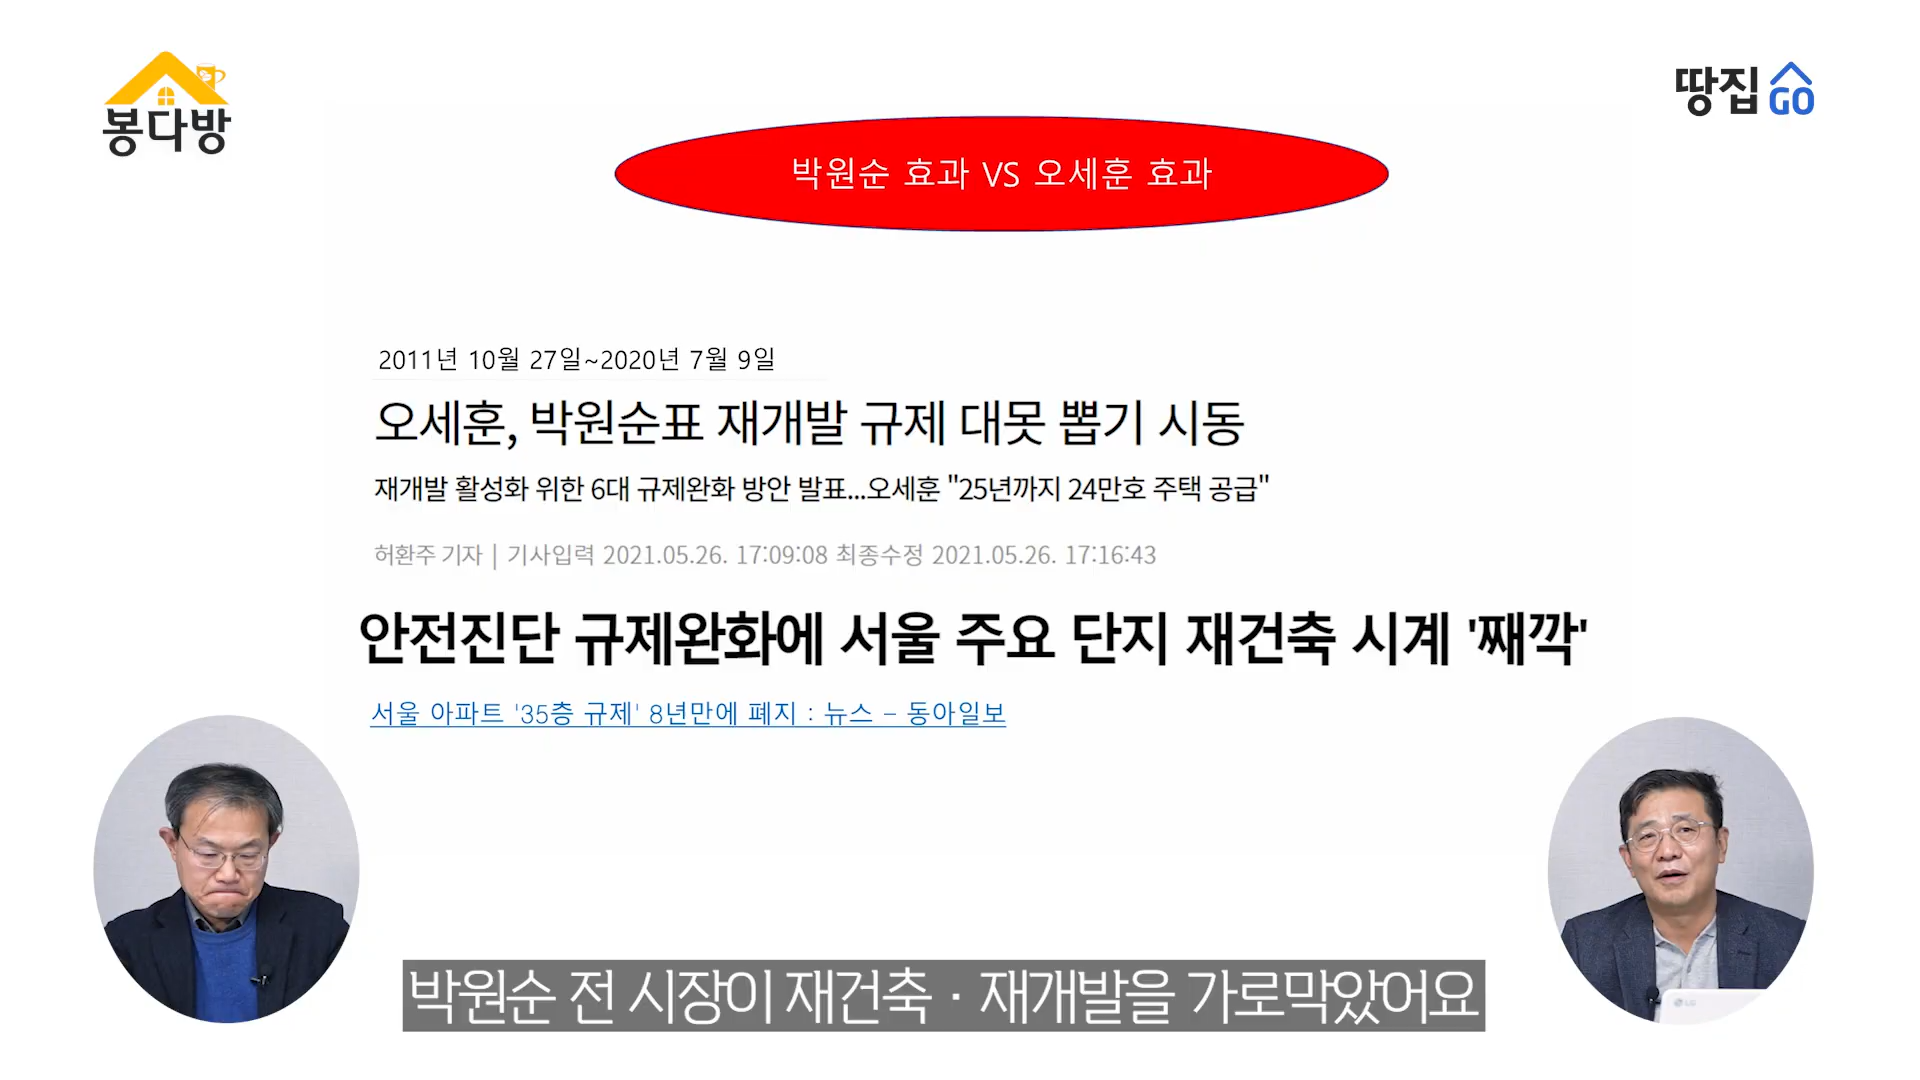 봉다방
땅집GO
박원순 효과 VS 오세훈 효과
2011년 10월 27일~2020년 7월 9일
오세훈, 박원순표 재개발 규제 대못 뽑기 시동
재개발 활성화 위한 6대 규제완화 방안 발표...오세훈 "25년까지 24만호 주택 공급"
허환주 기자 | 기사입력 2021.05.26. 17:09:08 최종수정 2021.05.26. 17:16:43
안전진단 규제완화에 서울 주요 단지 재건축 시계 '째깍'
서울 아파트 '35층 규제' 8년만에 폐지 : 뉴스 – 동아일보
LG
박원순 전 시장이 재건축 · 재개발을 가로막았어요